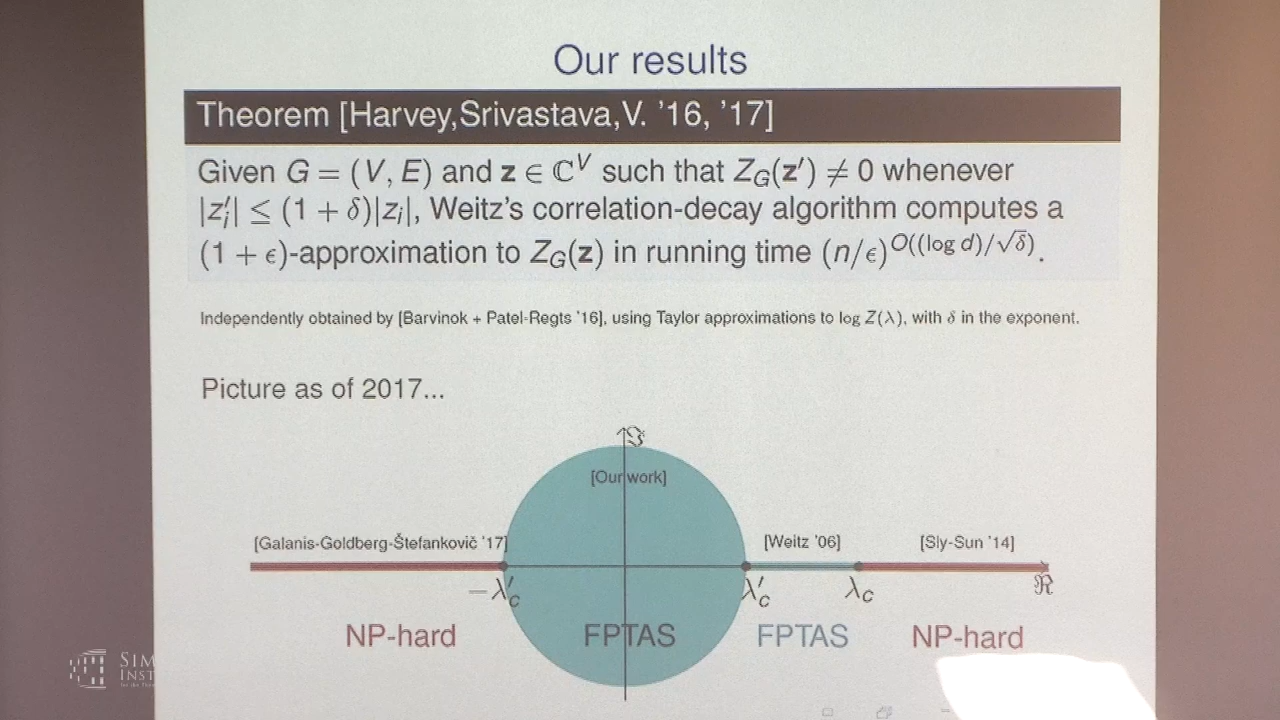 Our results
Theorem [Harvey,Srivastava,V. '16, '17]
Given G = (V, E) and z ∈ ℂ^V such that Z_G(z′) ≠ 0 whenever
|z′_i| ≤ (1 + δ)|z_i|, Weitz's correlation-decay algorithm computes a
(1 + ϵ)-approximation to Z_G(z) in running time (n/ϵ)^{O((log d)/√δ)}.
Independently obtained by [Barvinok + Patel-Regts '16], using Taylor approximations to log Z(λ), with δ in the exponent.
Picture as of 2017...
ℑ
[Our work]
[Galanis-Goldberg-Štefankovič '17] [Weitz '06] [Sly-Sun '14]
−λ′_c λ′_c λ_c ℜ
NP-hard FPTAS FPTAS NP-hard
SIM
INST